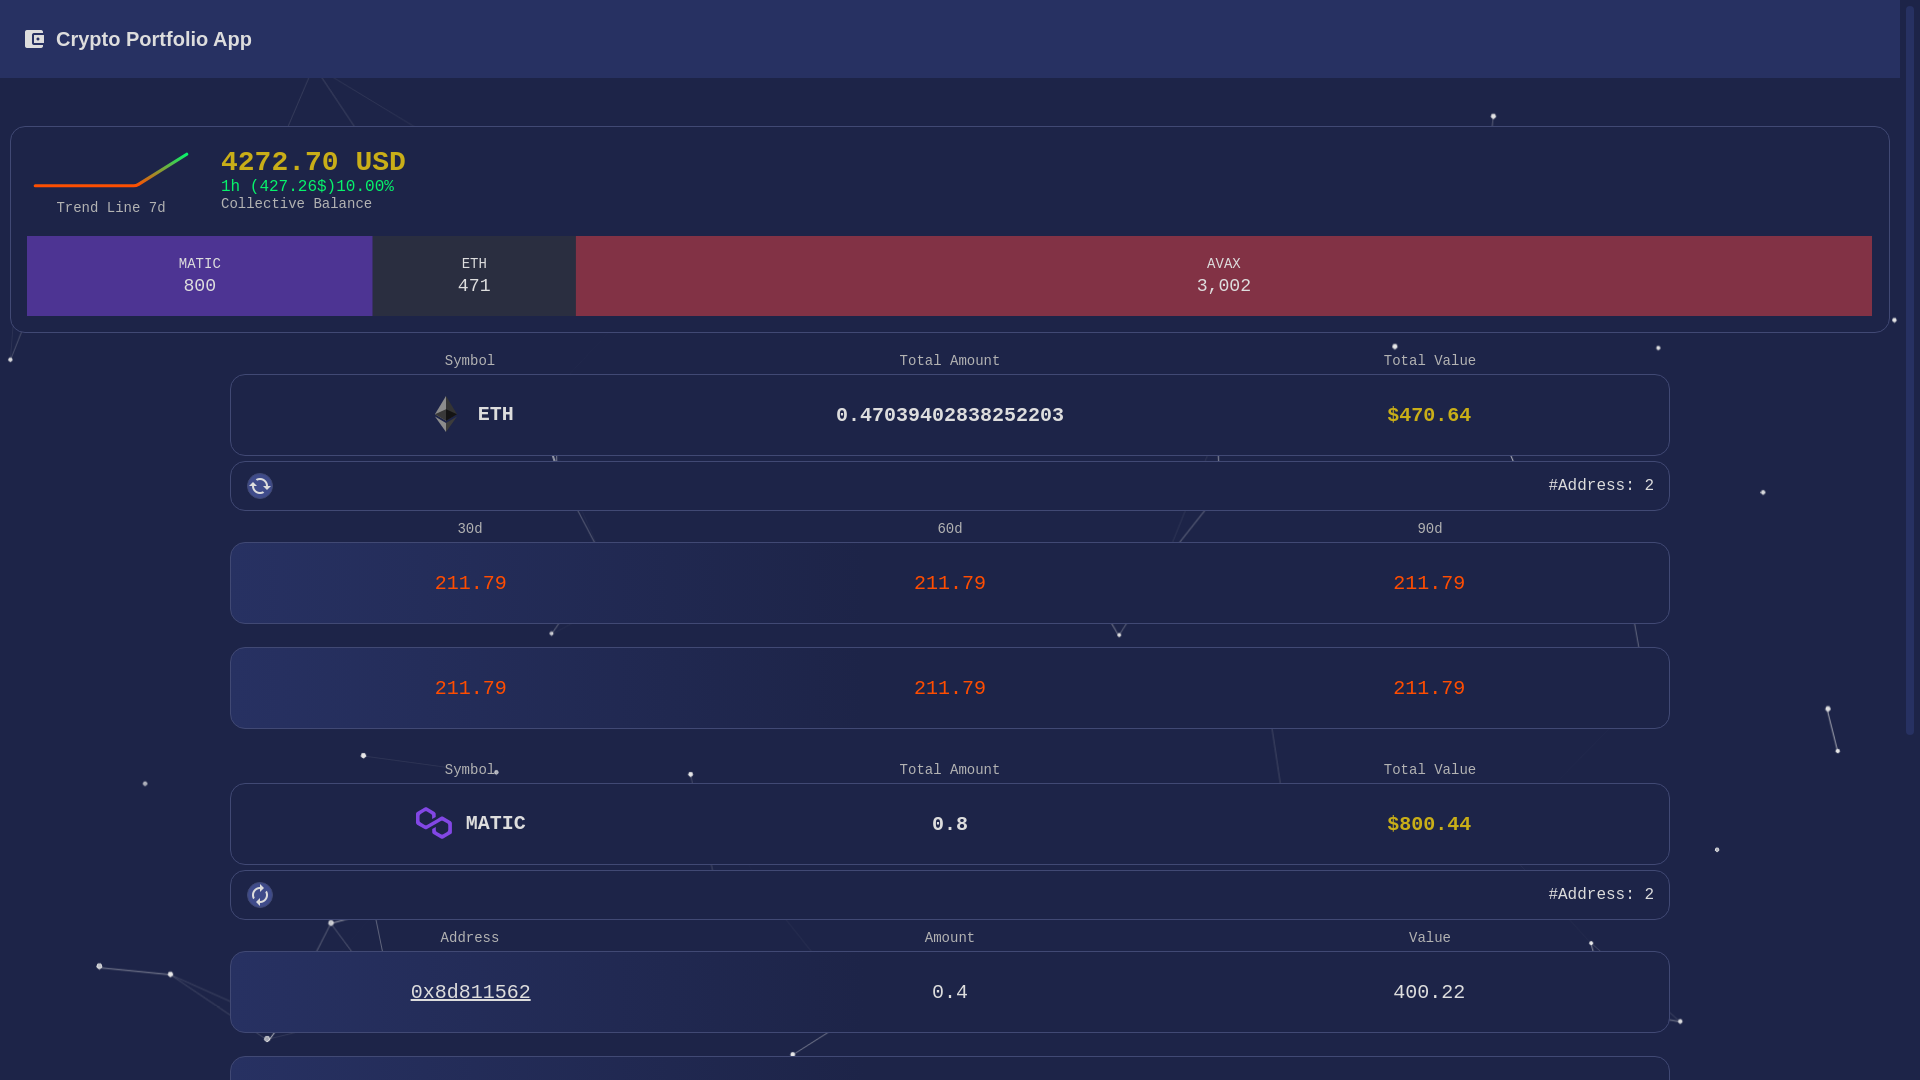 Crypto Portfolio App
4272.70 USD
1h (427.26$)10.00%
Collective Balance
Trend Line 7d
MATIC
800
ETH
471
AVAX
3,002
Symbol Total Amount Total Value
ETH 0.47039402838252203 $470.64
#Address: 2
30d 60d 90d
211.79 211.79 211.79
211.79 211.79 211.79
Symbol Total Amount Total Value
MATIC 0.8 $800.44
#Address: 2
Address Amount Value
0x8d811562 0.4 400.22